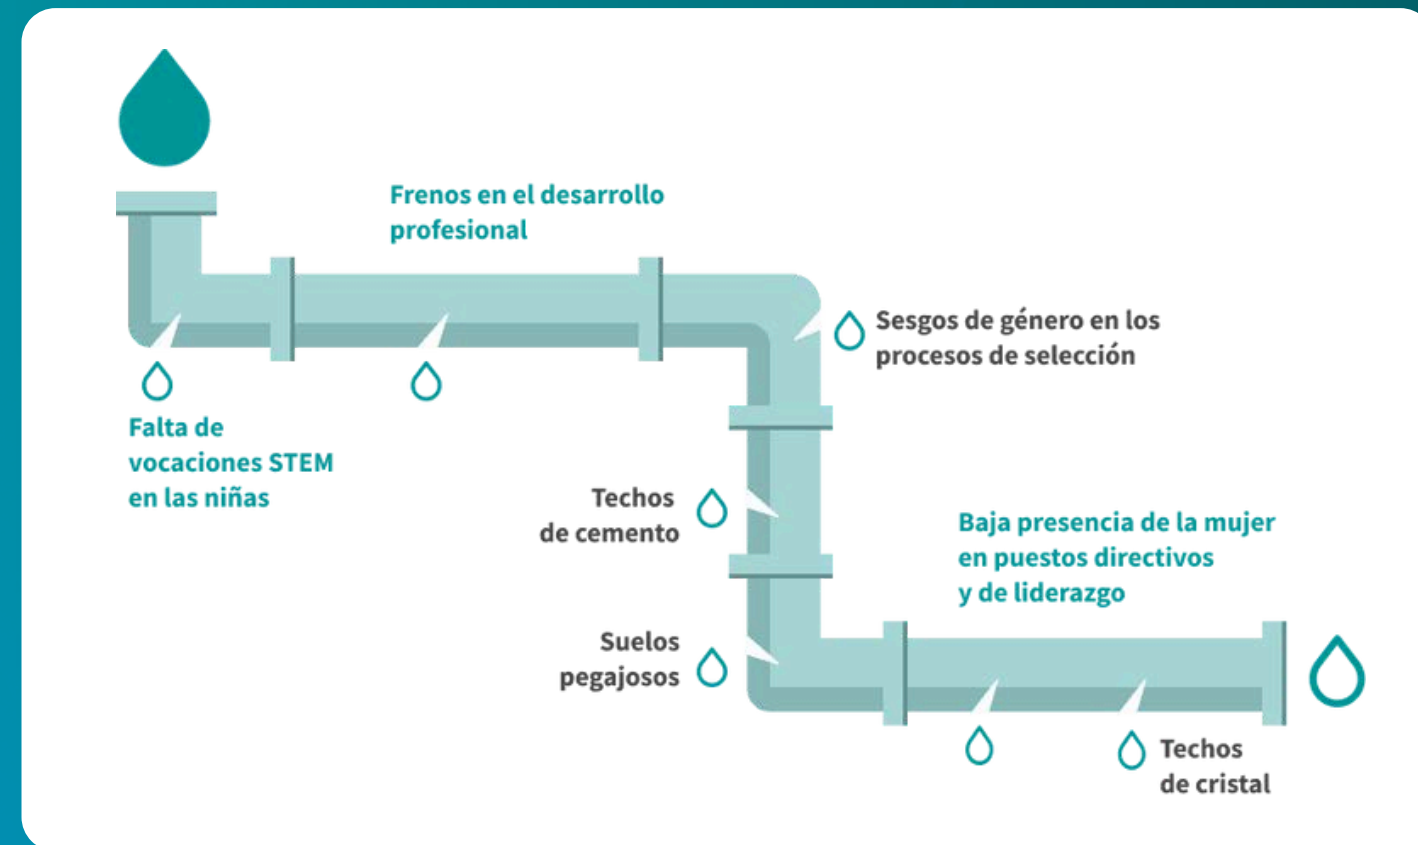 Frenos en el desarrollo
profesional
Sesgos de género en los
procesos de selección
Falta de
vocaciones STEM
en las niñas
Techos
de cemento
Baja presencia de la mujer
en puestos directivos
y de liderazgo
Suelos
pegajosos
Techos
de cristal